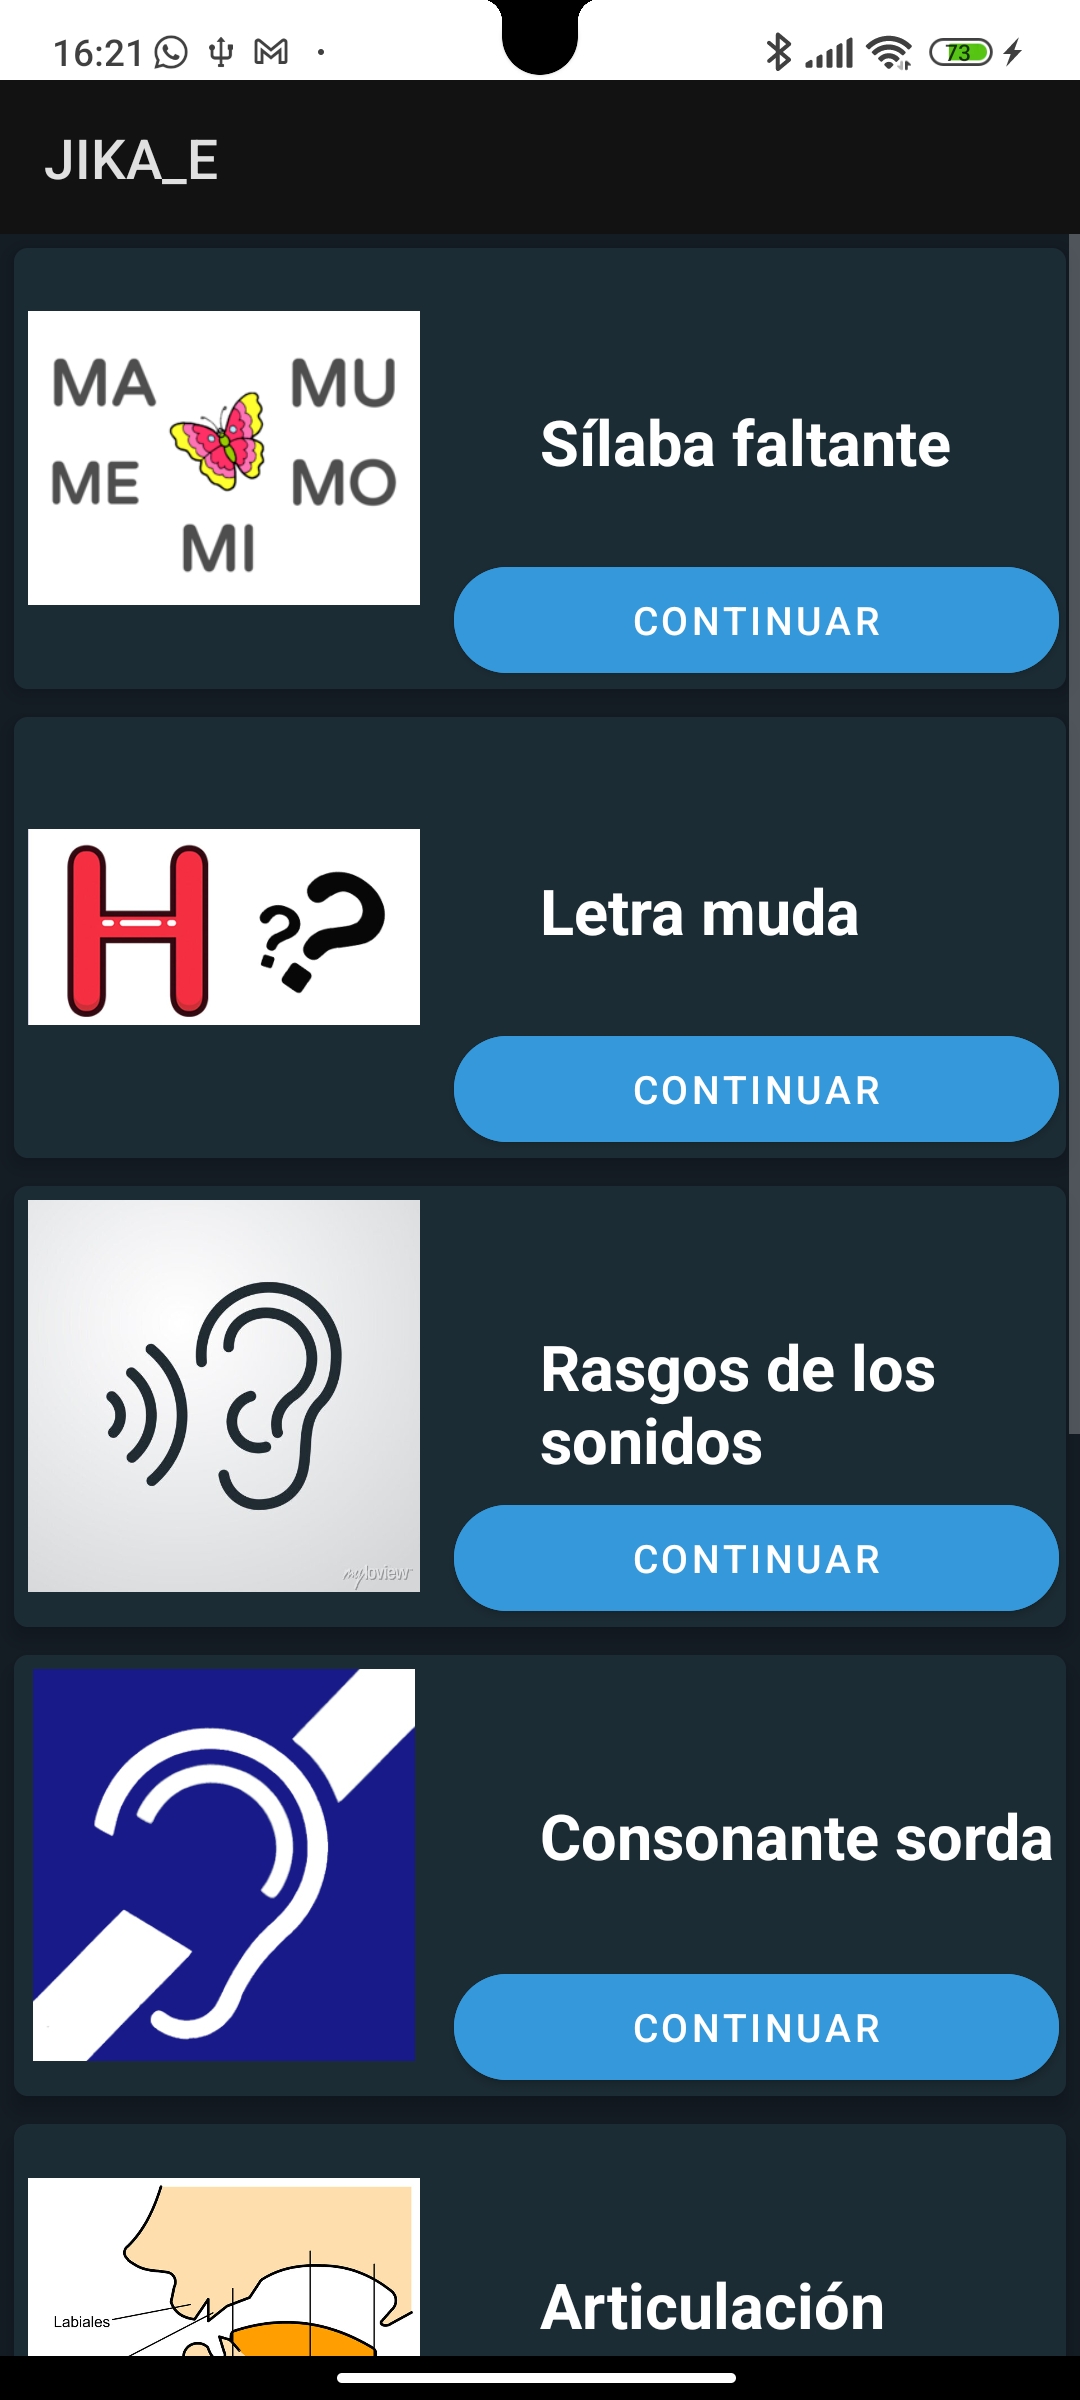 16:21
73
JIKA_E
MA
MU
ME
MO
MI
Sílaba faltante
CONTINUAR
H ??
Letra muda
CONTINUAR
Rasgos de los
sonidos
myloview
CONTINUAR
Consonante sorda
CONTINUAR
Labiales
Articulación